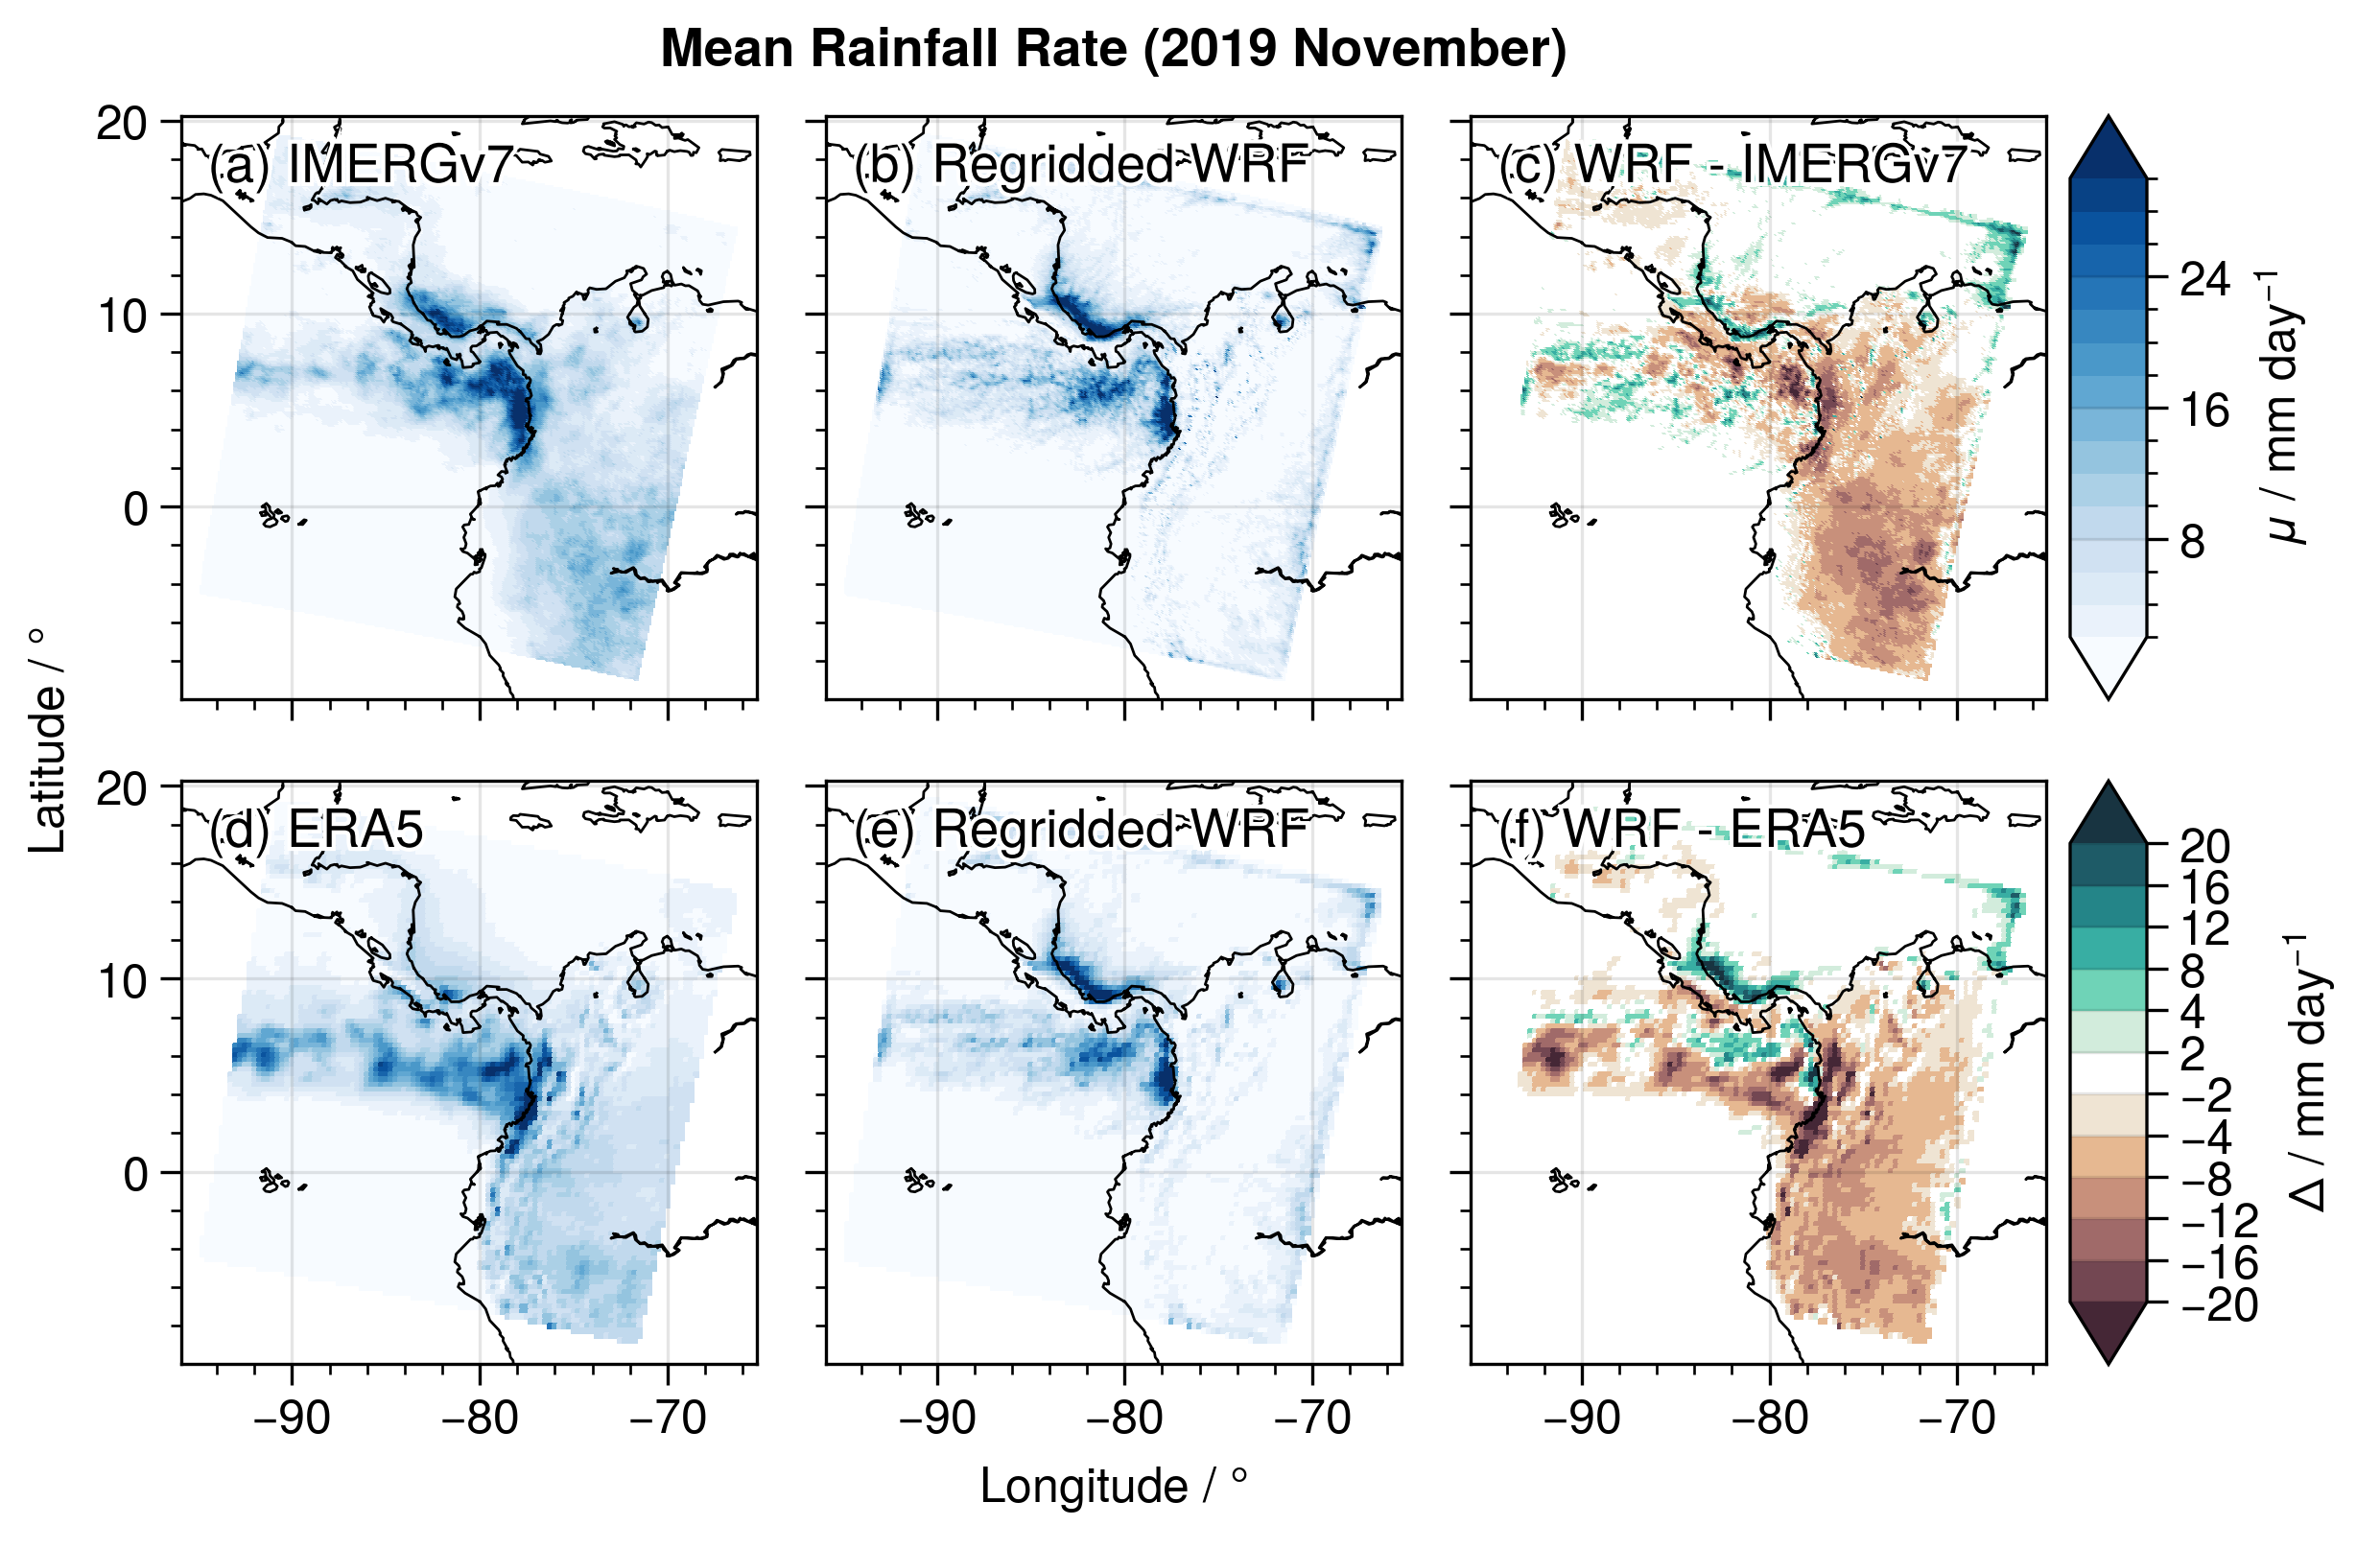 Mean Rainfall Rate (2019 November)
(a) IMERGv7
(b) Regridded WRF
(c) WRF - IMERGv7
20
10
0
24
16
8
μ / mm day⁻¹
Latitude / °
(d) ERA5
(e) Regridded WRF
(f) WRF - ERA5
20
10
0
20
16
12
8
4
2
−2
−4
−8
−12
−16
−20
Δ / mm day⁻¹
−90
−80
−70
−90
−80
−70
−90
−80
−70
Longitude / °